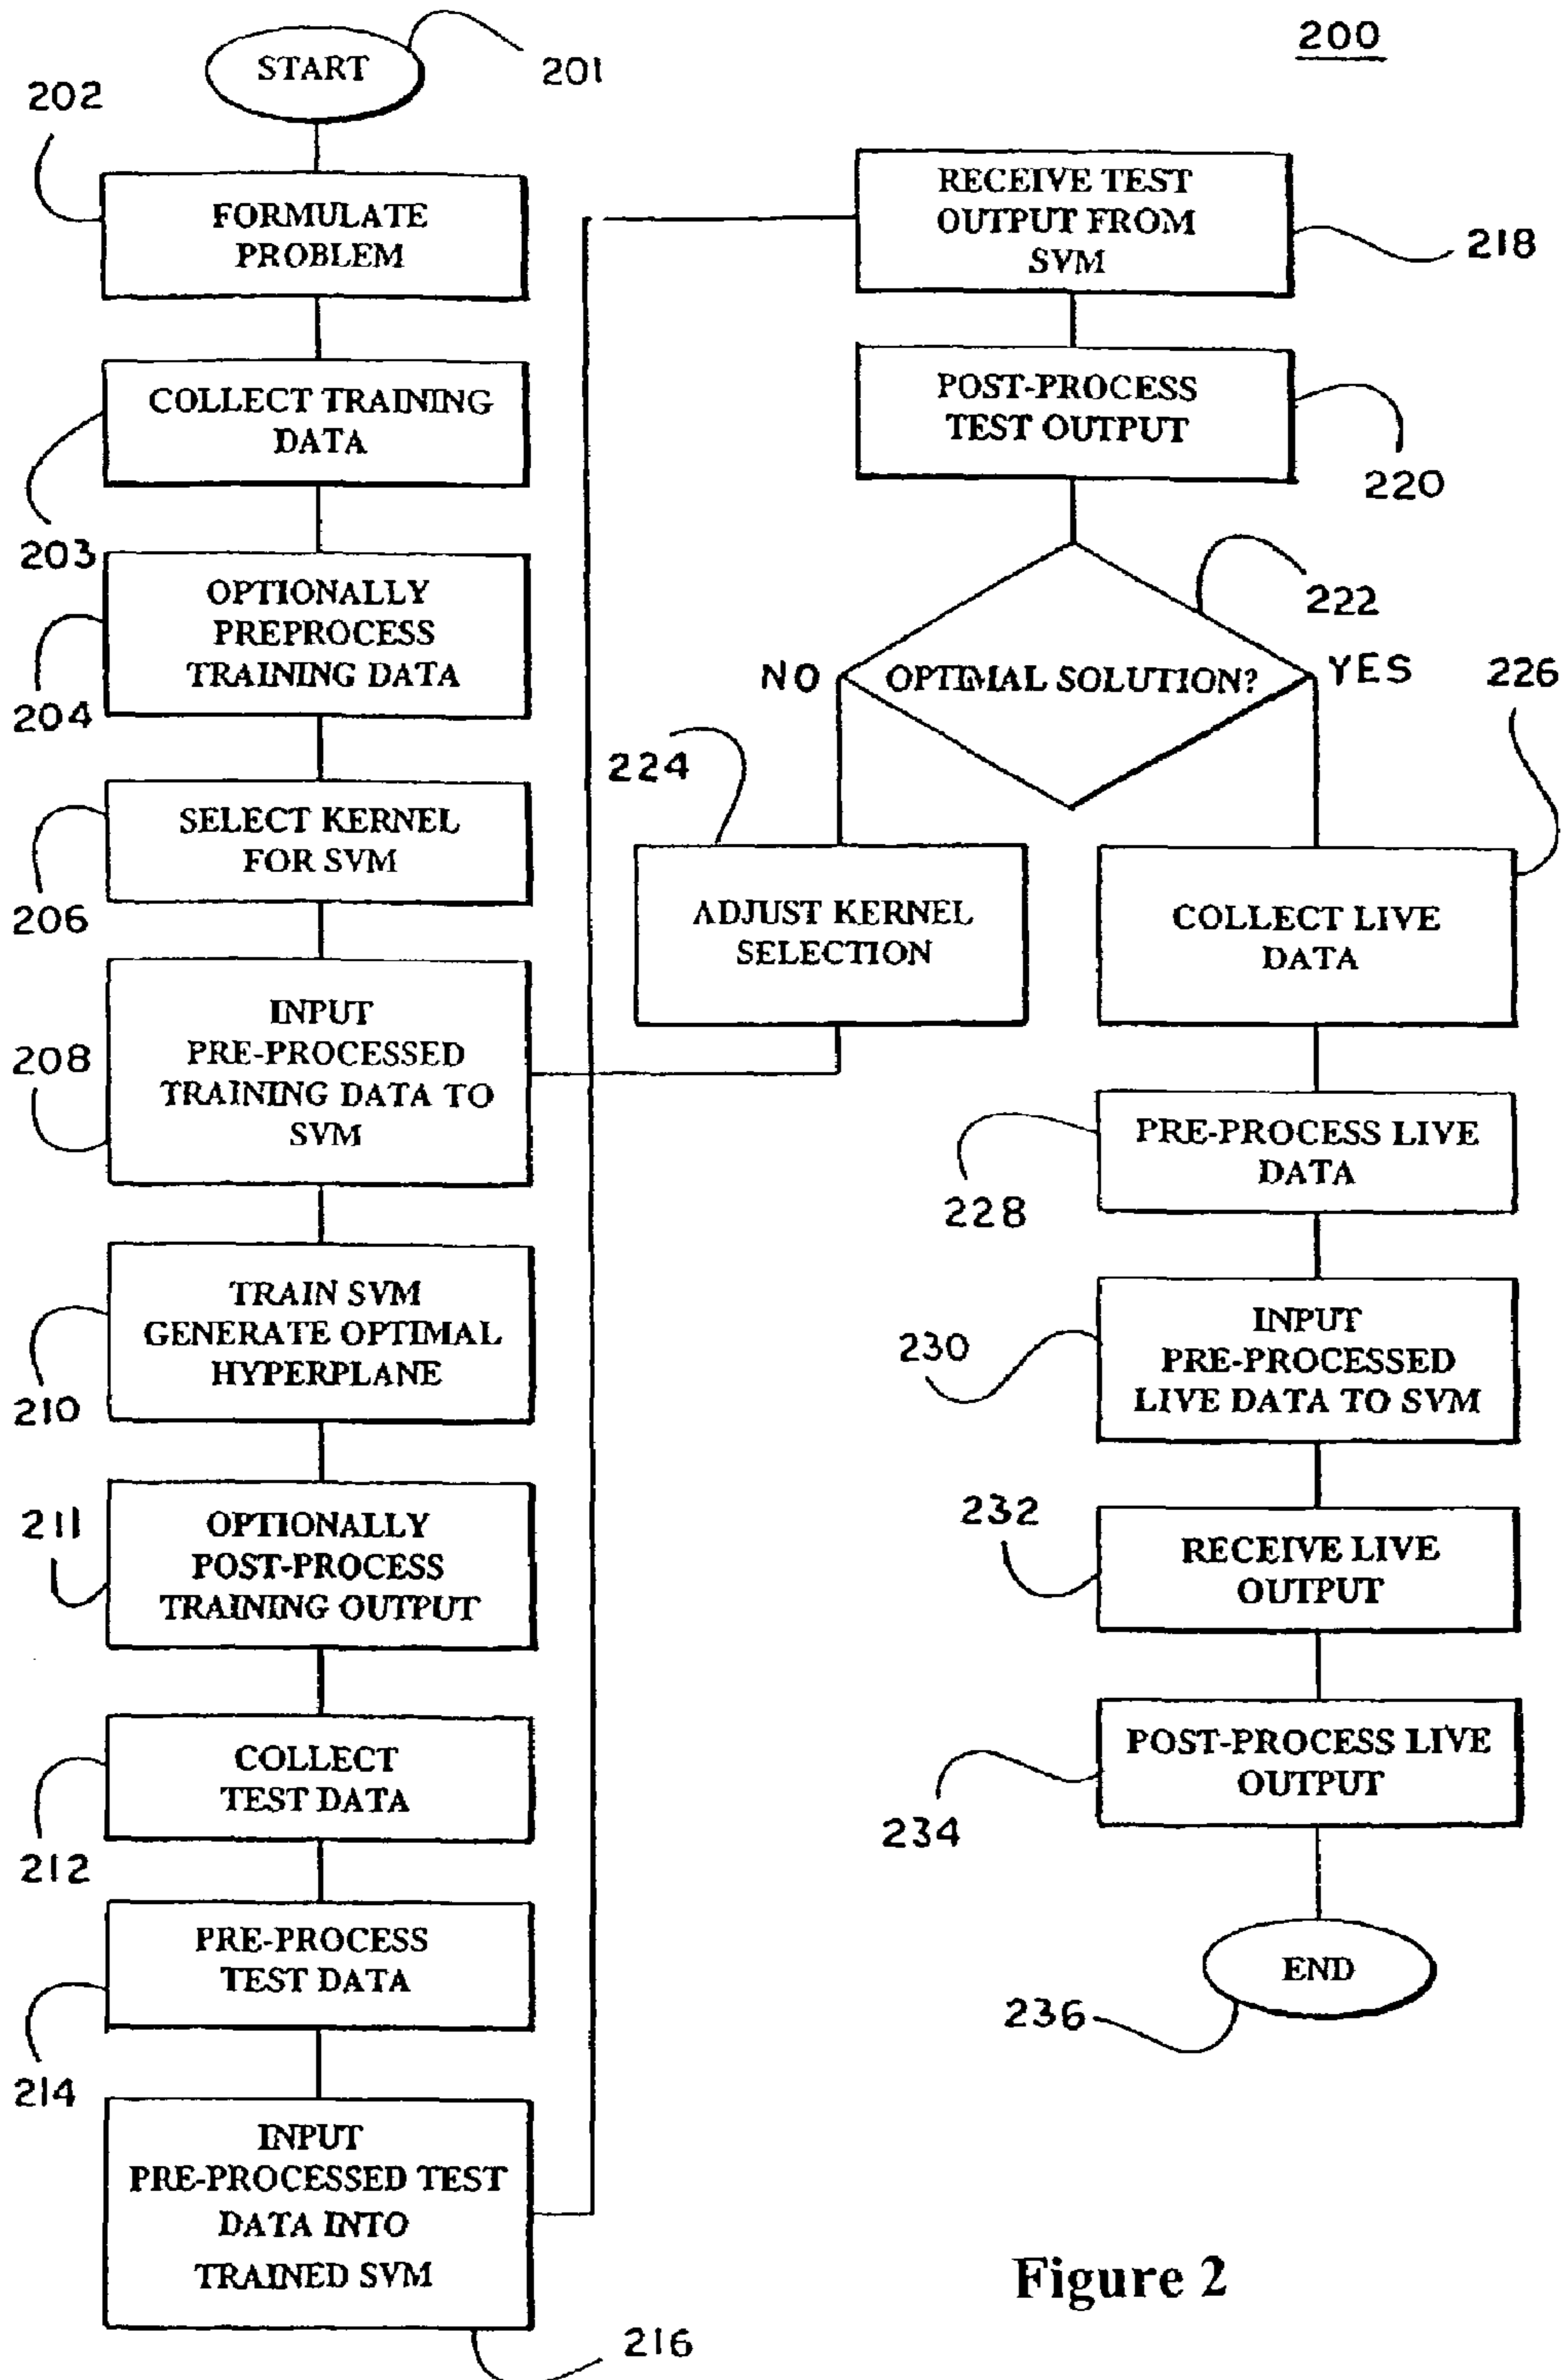 200
START
201
202
FORMULATE
PROBLEM
COLLECT TRAINING
DATA
203
OPTIONALLY
PREPROCESS
TRAINING DATA
204
SELECT KERNEL
FOR SVM
206
INPUT
PRE-PROCESSED
TRAINING DATA TO
SVM
208
TRAIN SVM
GENERATE OPTIMAL
HYPERPLANE
210
211
OPTIONALLY
POST-PROCESS
TRAINING OUTPUT
COLLECT
TEST DATA
212
PRE-PROCESS
TEST DATA
214
INPUT
PRE-PROCESSED TEST
DATA INTO
TRAINED SVM
216
RECEIVE TEST
OUTPUT FROM
SVM
218
POST-PROCESS
TEST OUTPUT
220
222
NO
OPTIMAL SOLUTION?
YES
224
ADJUST KERNEL
SELECTION
226
COLLECT LIVE
DATA
PRE-PROCESS LIVE
DATA
228
INPUT
PRE-PROCESSED
LIVE DATA TO SVM
230
232
RECEIVE LIVE
OUTPUT
POST-PROCESS LIVE
OUTPUT
234
END
236
Figure 2